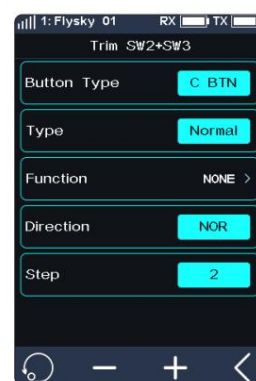 1: Flysky 01 RX TX
Trim SW2+SW3
Button Type C BTN
Type Normal
Function NONE >
Direction NOR
Step 2